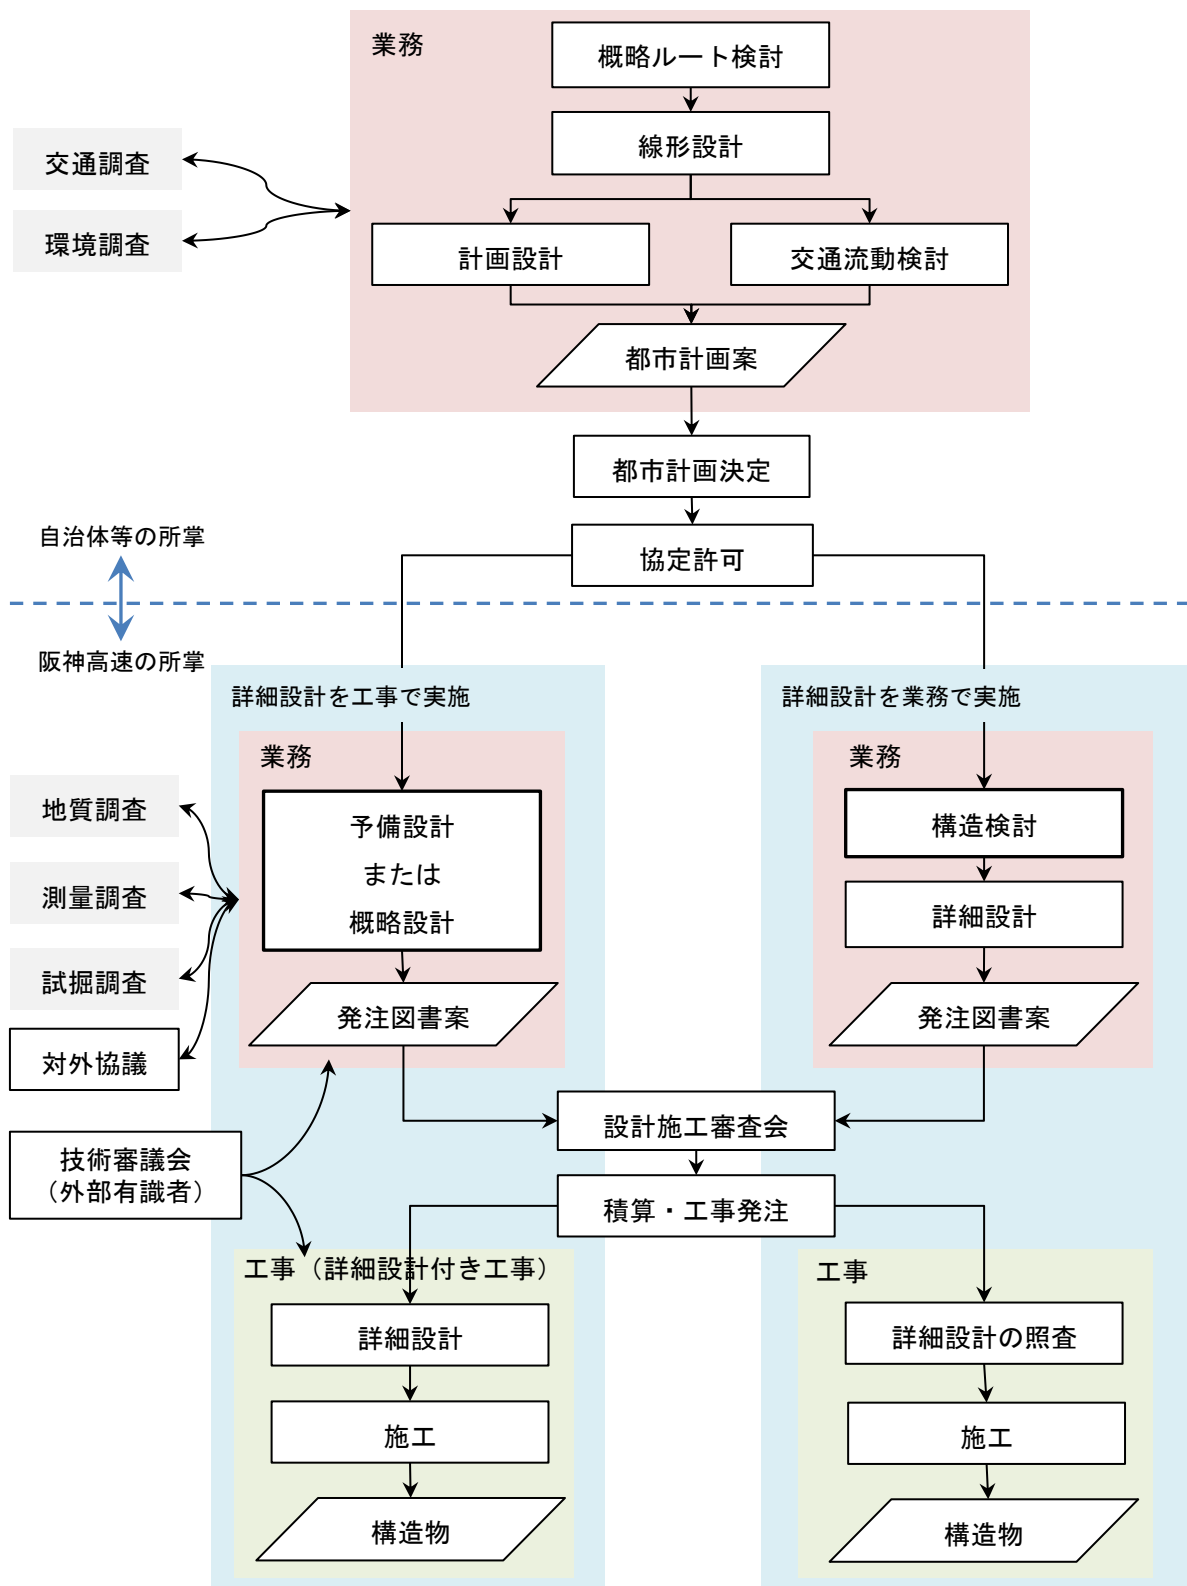 業務
概略ルート検討
線形設計
交通調査
環境調査
計画設計
交通流動検討
都市計画案
都市計画決定
自治体等の所掌
協定許可
阪神高速の所掌
詳細設計を工事で実施
詳細設計を業務で実施
業務
業務
地質調査
測量調査
試掘調査
対外協議
予備設計
または
概略設計
発注図書案
構造検討
詳細設計
発注図書案
設計施工審査会
技術審議会
（外部有識者）
積算・工事発注
工事（詳細設計付き工事）
詳細設計
施工
構造物
工事
詳細設計の照査
施工
構造物